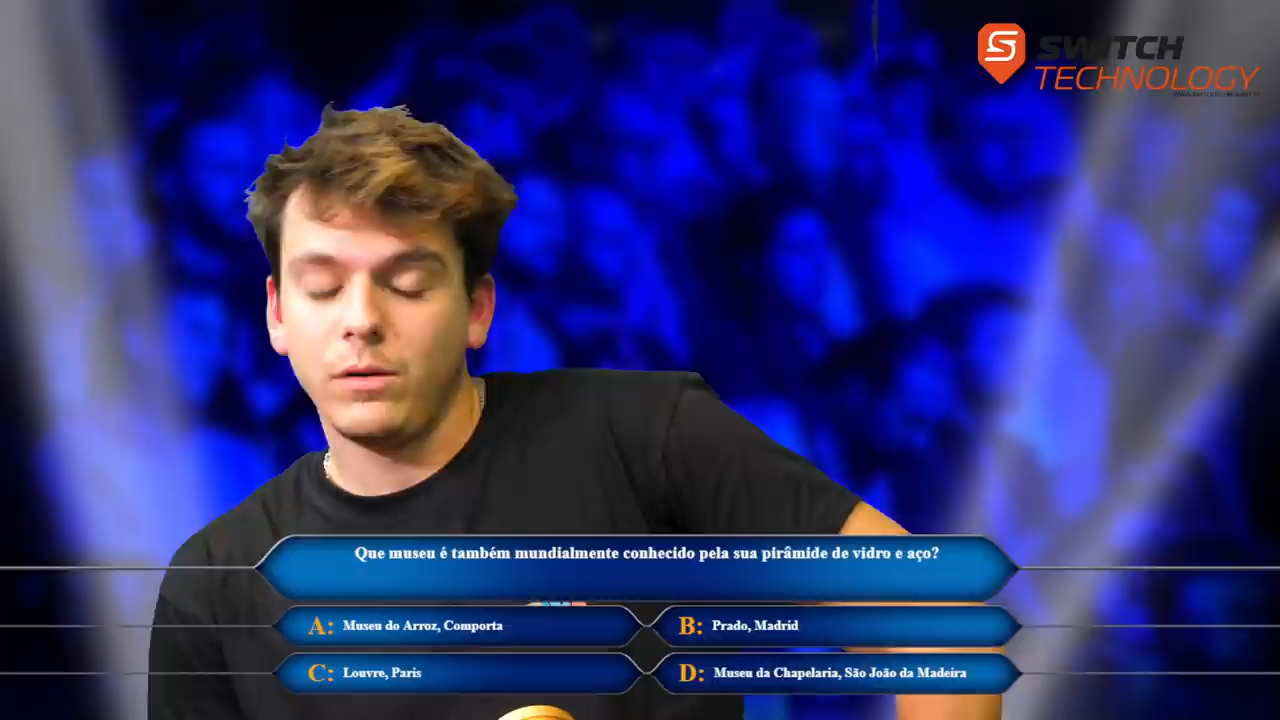 SWITCH
TECHNOLOGY
Que museu é também mundialmente conhecido pela sua pirâmide de vidro e aço?
A: Museu do Arroz, Comporta
B: Prado, Madrid
C: Louvre, Paris
D: Museu da Chapelaria, São João da Madeira